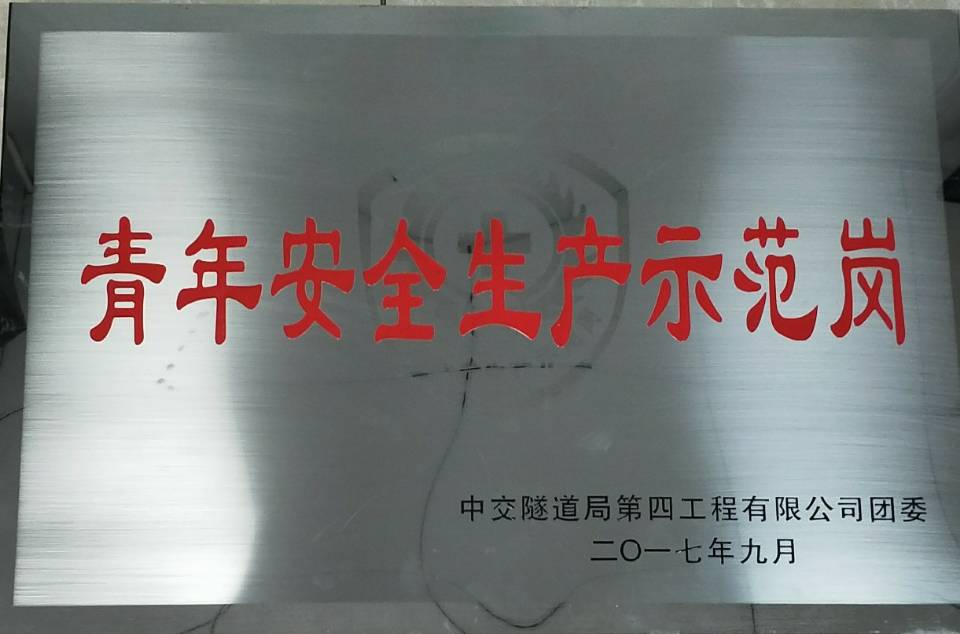 青年安全生产示范岗
中交隧道局第四工程有限公司团委
二〇一七年九月